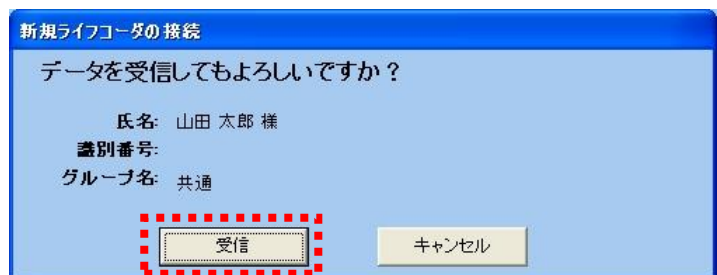 新規ライフコーダの接続
データを受信してもよろしいですか？
氏名: 山田 太郎 様
識別番号:
グループ名: 共通
受信 キャンセル